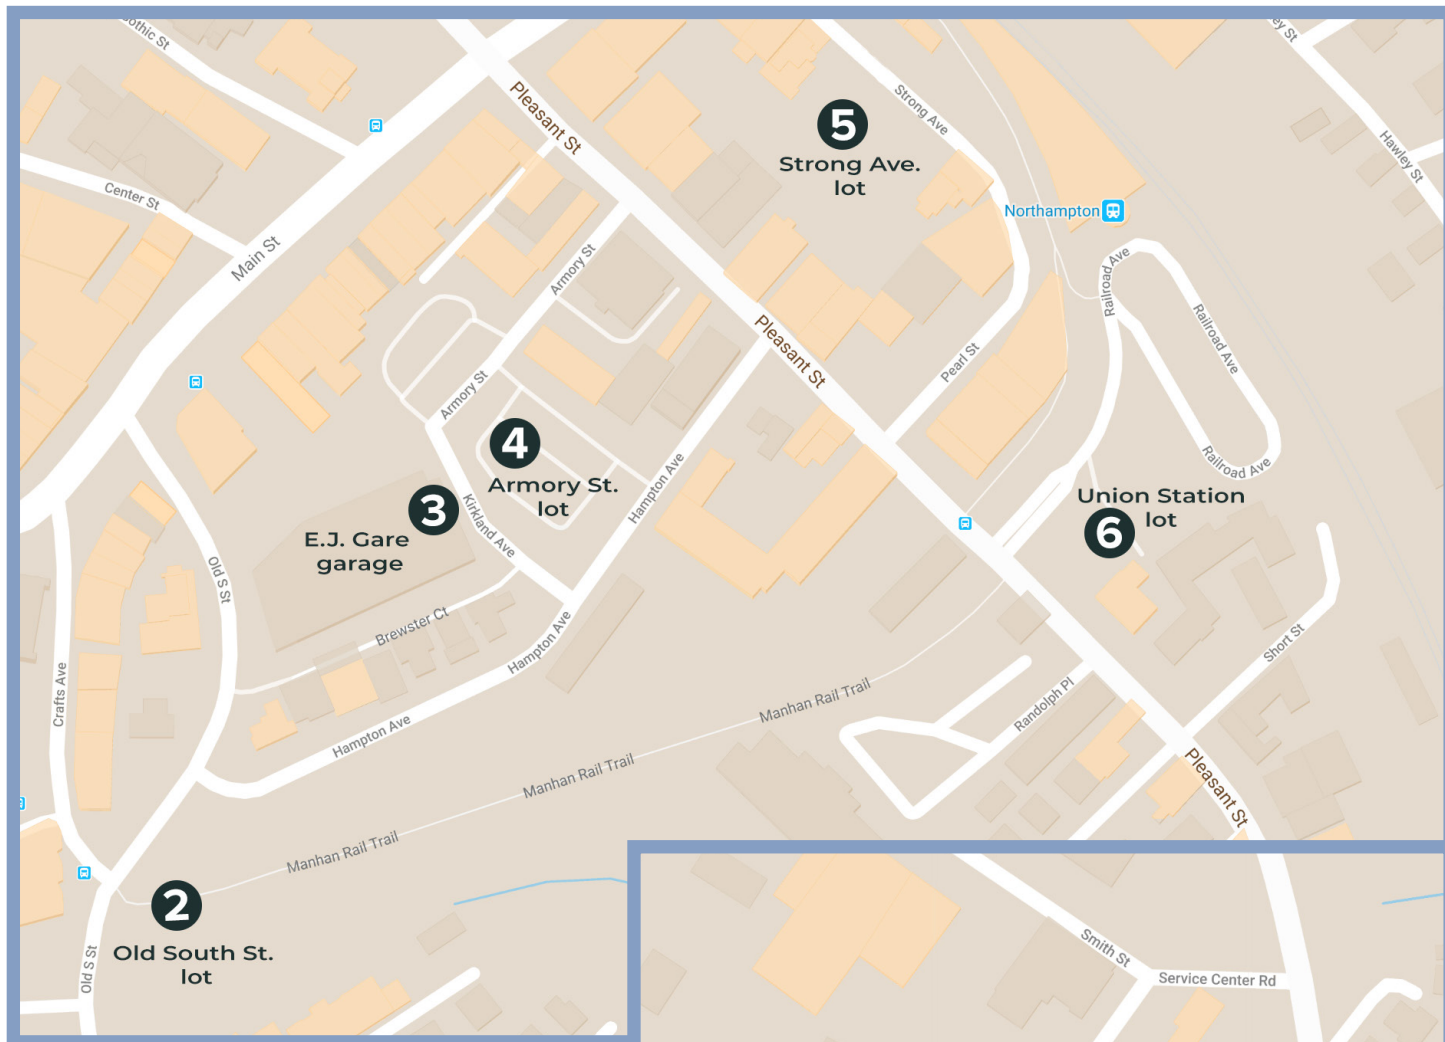 othic St
ey St
Pleasant St
Strong Ave
5
Strong Ave.
lot
Hawley St
Center St
Northampton
Main St
Armory St
Railroad Ave
Railroad Ave
Pleasant St
Pearl St
Armory St
4
Armory St.
lot
Hampton Ave
Railroad Ave
Union Station
lot
6
3
E.J. Gare
garage
Kirkland Ave
Old S St
Brewster Ct
Hampton Ave
Short St
Crafts Ave
Hampton Ave
Manhan Rail Trail
Randolph Pl
Manhan Rail Trail
Pleasant St
Manhan Rail Trail
2
Old South St.
lot
Old S St
Smith St
Service Center Rd